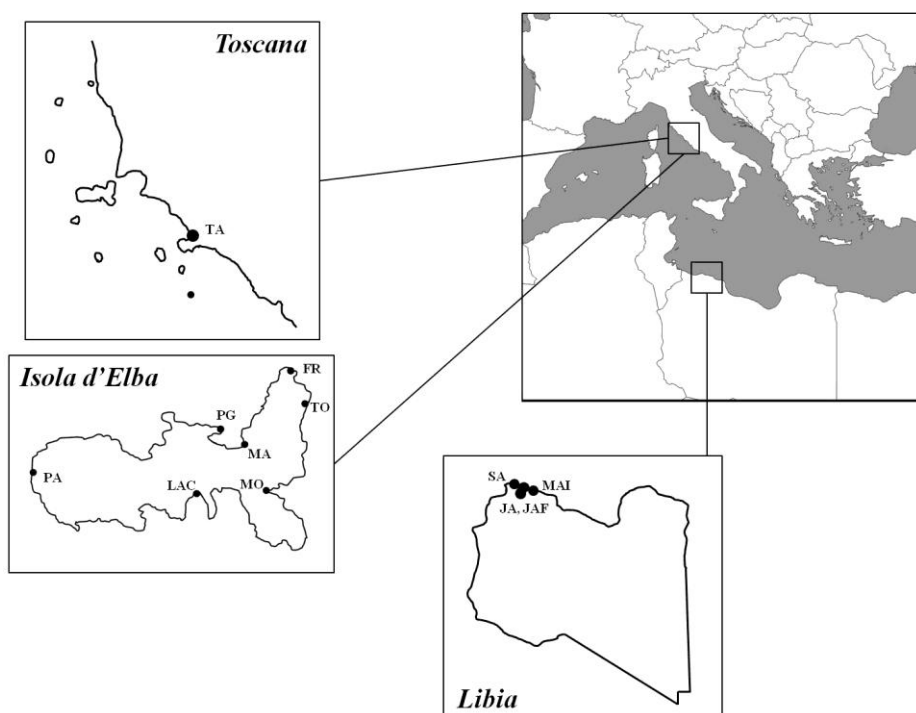 Toscana
TA
Isola d'Elba
FR
TO
PG
MA
PA
LAC
MO
SA
MAI
JA, JAF
Libia